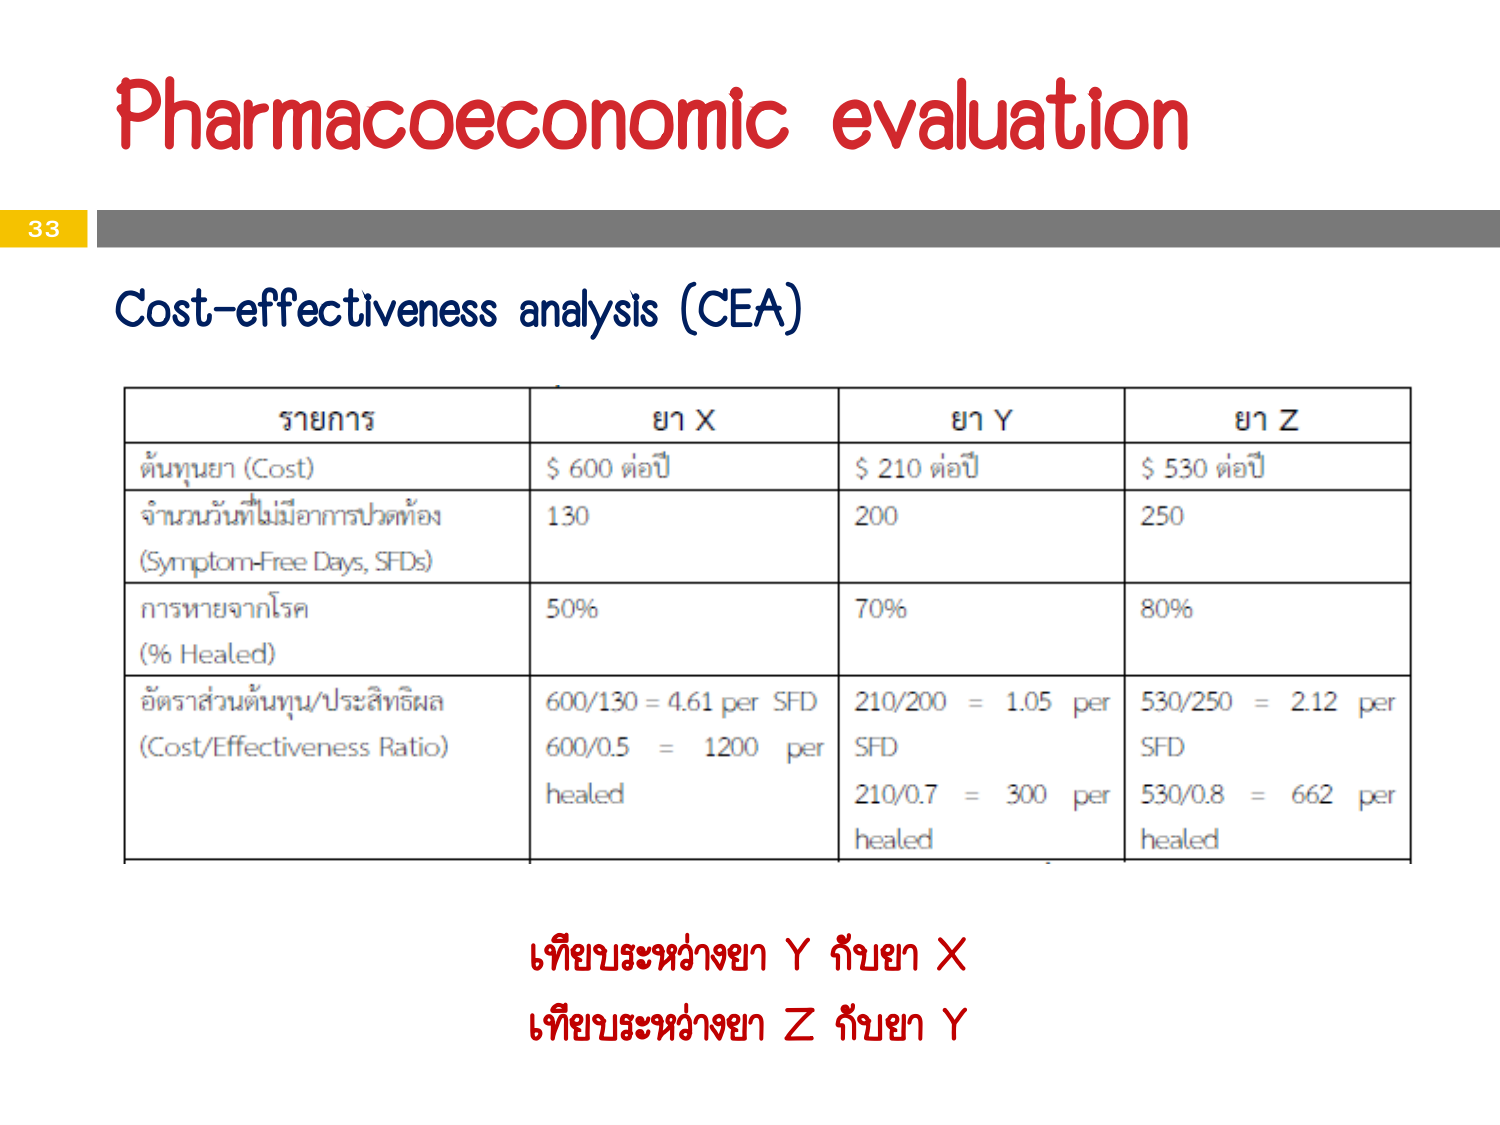 Pharmacoeconomic evaluation
33
Cost-effectiveness analysis (CEA)
รายการ ยา X ยา Y ยา Z
ต้นทุนยา (Cost) $ 600 ต่อปี $ 210 ต่อปี $ 530 ต่อปี
จำนวนวันที่ไม่มีอาการปวดท้อง 130 200 250
(Symptom-Free Days, SFDs)
การหายจากโรค 50% 70% 80%
(% Healed)
อัตราส่วนต้นทุน/ประสิทธิผล 600/130 = 4.61 per SFD 210/200 = 1.05 per 530/250 = 2.12 per
(Cost/Effectiveness Ratio) 600/0.5 = 1200 per SFD SFD
healed 210/0.7 = 300 per 530/0.8 = 662 per
healed healed
เทียบระหว่างยา Y กับยา X
เทียบระหว่างยา Z กับยา Y